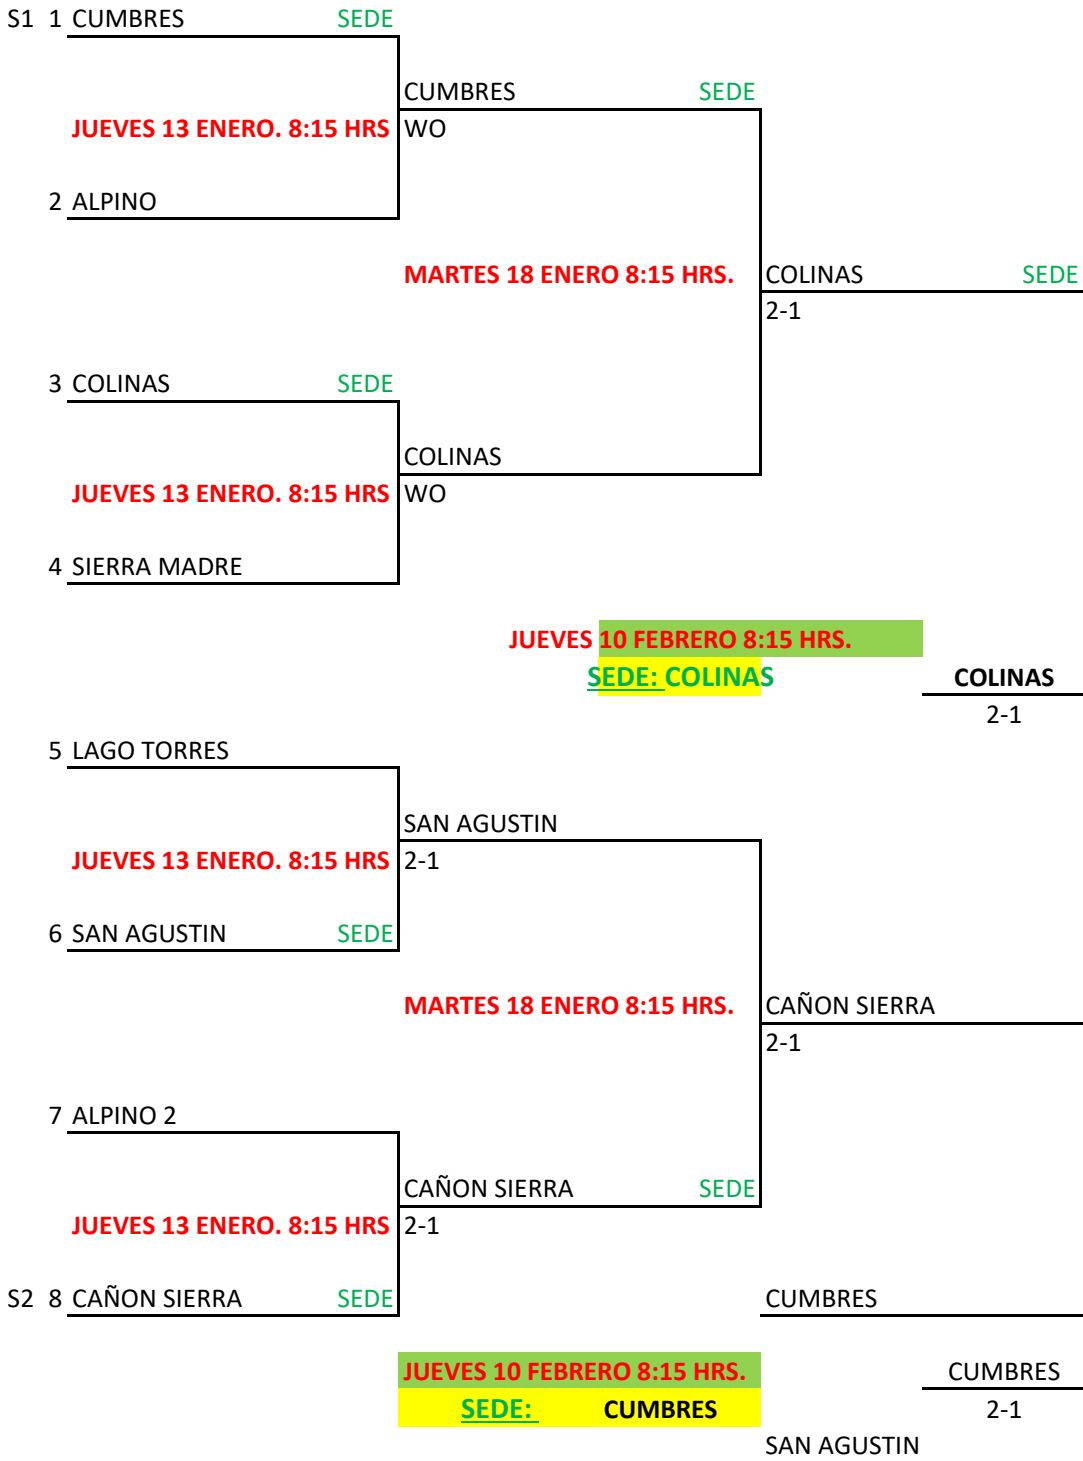 S1 1 CUMBRES SEDE
CUMBRES SEDE
JUEVES 13 ENERO. 8:15 HRS WO
2 ALPINO
MARTES 18 ENERO 8:15 HRS. COLINAS SEDE
2-1
3 COLINAS SEDE
COLINAS
JUEVES 13 ENERO. 8:15 HRS WO
4 SIERRA MADRE
JUEVES 10 FEBRERO 8:15 HRS.
SEDE: COLINAS COLINAS
2-1
5 LAGO TORRES
SAN AGUSTIN
JUEVES 13 ENERO. 8:15 HRS 2-1
6 SAN AGUSTIN SEDE
MARTES 18 ENERO 8:15 HRS. CAÑON SIERRA
2-1
7 ALPINO 2
CAÑON SIERRA SEDE
JUEVES 13 ENERO. 8:15 HRS 2-1
S2 8 CAÑON SIERRA SEDE CUMBRES
JUEVES 10 FEBRERO 8:15 HRS. CUMBRES
SEDE: CUMBRES 2-1
SAN AGUSTIN